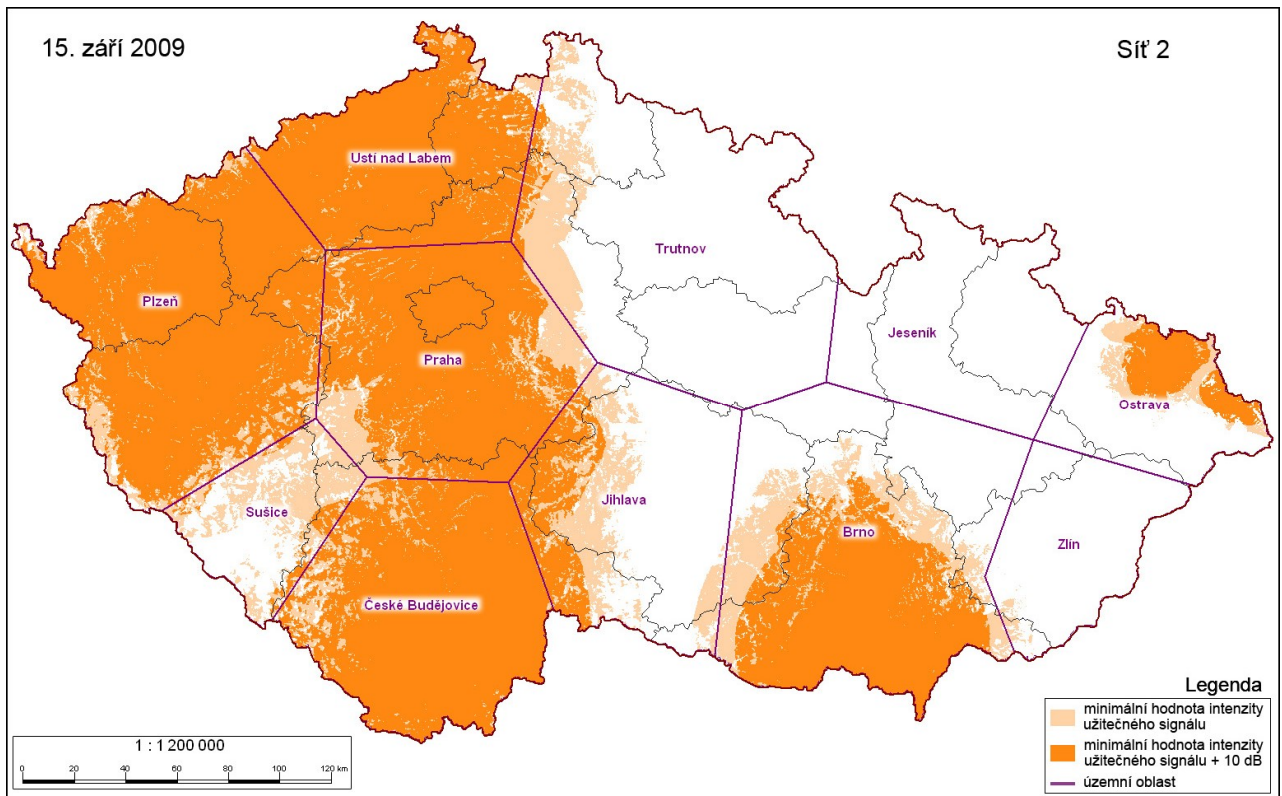 15. září 2009
Síť 2
Ustí nad Labem
Trutnov
Plzeň
Jeseník
Praha
Ostrava
Sušice
Jihlava
Brno
Zlín
České Budějovice
Legenda
minimální hodnota intenzity
užitečného signálu
minimální hodnota intenzity
užitečného signálu + 10 dB
územní oblast
1 : 1 200 000
0 20 40 60 80 100 120 km